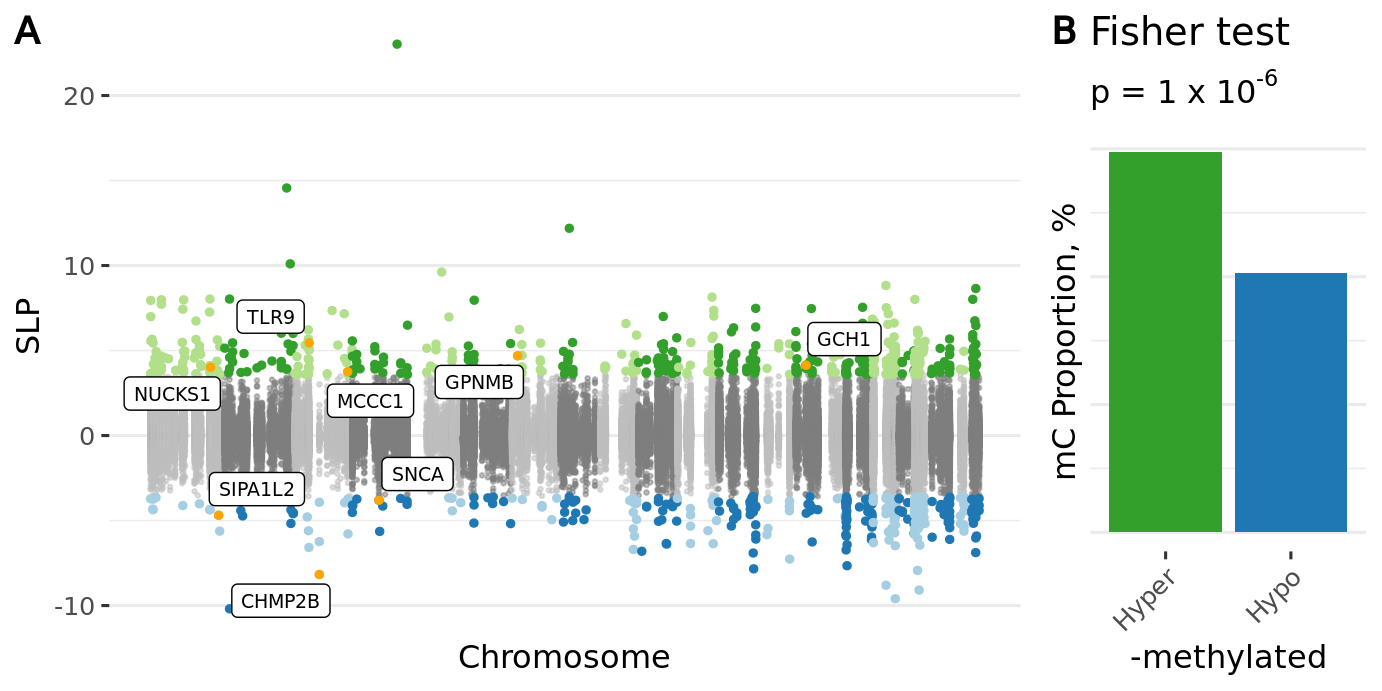 A
SLP
20
10
0
-10
TLR9
NUCKS1
MCCC1
GPNMB
GCH1
SNCA
SIPA1L2
CHMP2B
Chromosome
B Fisher test
p = 1 x 10-6
mC Proportion, %
Hyper
Hypo
-methylated